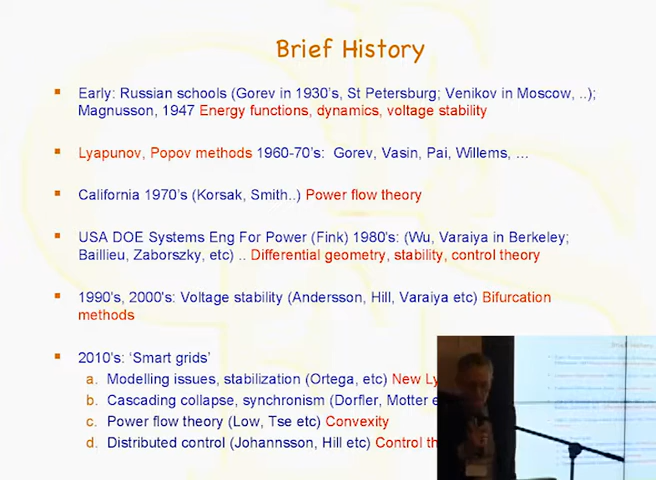 Brief History
▪ Early: Russian schools (Gorev in 1930's, St Petersburg; Venikov in Moscow, ..);
Magnusson, 1947 Energy functions, dynamics, voltage stability
▪ Lyapunov, Popov methods 1960-70's: Gorev, Vasin, Pai, Willems, ...
▪ California 1970's (Korsak, Smith..) Power flow theory
▪ USA DOE Systems Eng For Power (Fink) 1980's: (Wu, Varaiya in Berkeley;
Baillieu, Zaborszky, etc) .. Differential geometry, stability, control theory
▪ 1990's, 2000's: Voltage stability (Andersson, Hill, Varaiya etc) Bifurcation
methods
▪ 2010's: 'Smart grids'
a. Modelling issues, stabilization (Ortega, etc) New Ly
b. Cascading collapse, synchronism (Dorfler, Motter e
c. Power flow theory (Low, Tse etc) Convexity
d. Distributed control (Johannsson, Hill etc) Control th